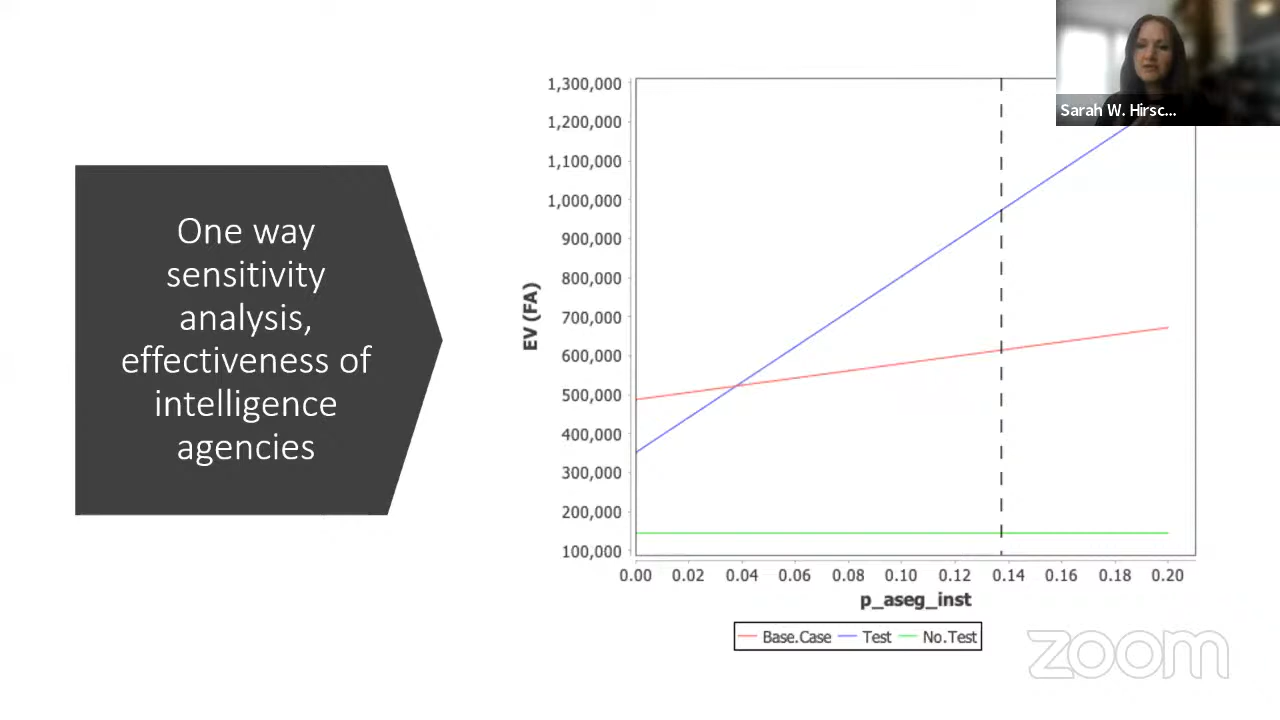 Sarah W. Hirsc...
One way
sensitivity
analysis,
effectiveness of
intelligence
agencies
1,300,000
1,200,000
1,100,000
1,000,000
900,000
800,000
700,000
600,000
500,000
400,000
300,000
200,000
100,000
EV (FA)
0.00 0.02 0.04 0.06 0.08 0.10 0.12 0.14 0.16 0.18 0.20
p_aseg_inst
Base.Case Test No.Test
zoom